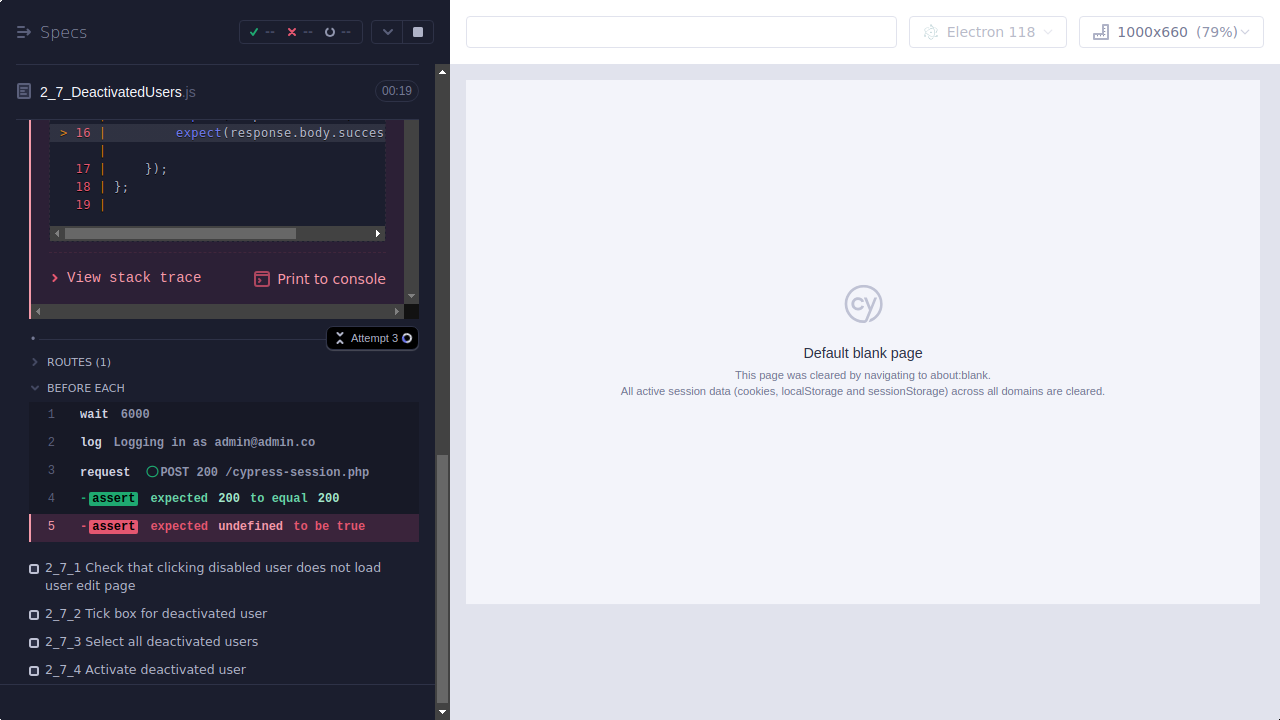 Specs
--
--
--
2_7_DeactivatedUsers.js
00:19
> 16 | expect(response.body.succes
|
17 | });
18 | };
19 |
View stack trace
Print to console
Attempt 3
ROUTES (1)
BEFORE EACH
1 wait 6000
2 log Logging in as admin@admin.co
3 request POST 200 /cypress-session.php
4 -assert expected 200 to equal 200
5 -assert expected undefined to be true
2_7_1 Check that clicking disabled user does not load
user edit page
2_7_2 Tick box for deactivated user
2_7_3 Select all deactivated users
2_7_4 Activate deactivated user
Electron 118
1000x660 (79%)
cy
Default blank page
This page was cleared by navigating to about:blank.
All active session data (cookies, localStorage and sessionStorage) across all domains are cleared.